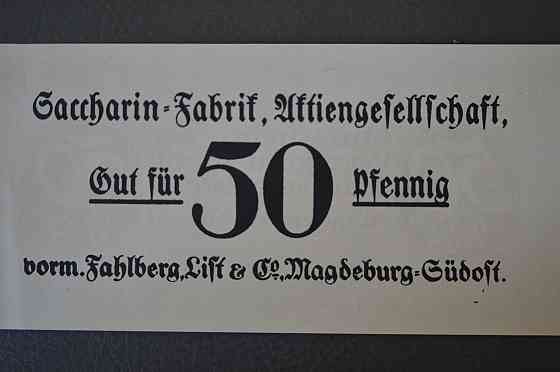 Saccharin-Fabrik, Aktiengesellschaft,
Gut für 50 Pfennig
vorm. Fahlberg, List & Co., Magdeburg-Südost.